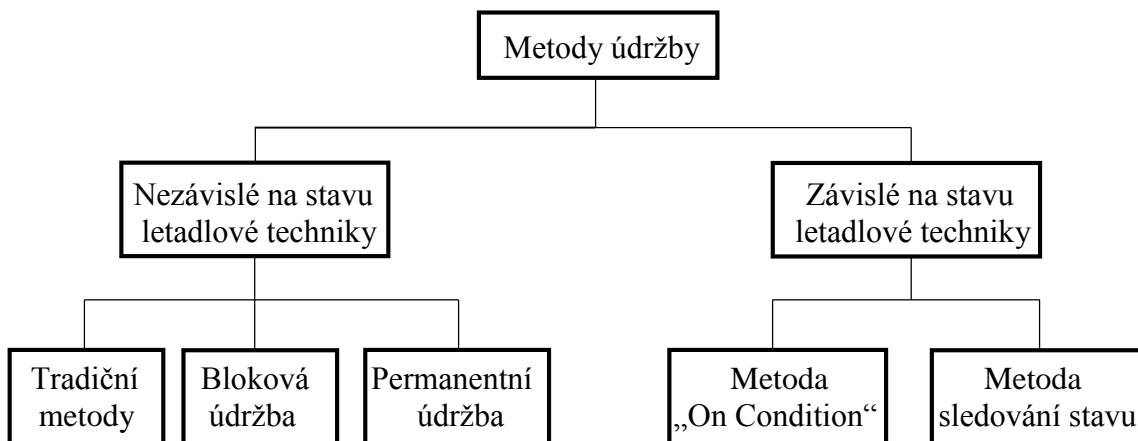 Metody údržby
Nezávislé na stavu
letadlové techniky
Závislé na stavu
letadlové techniky
Tradiční
metody
Bloková
údržba
Permanentní
údržba
Metoda
„On Condition“
Metoda
sledování stavu